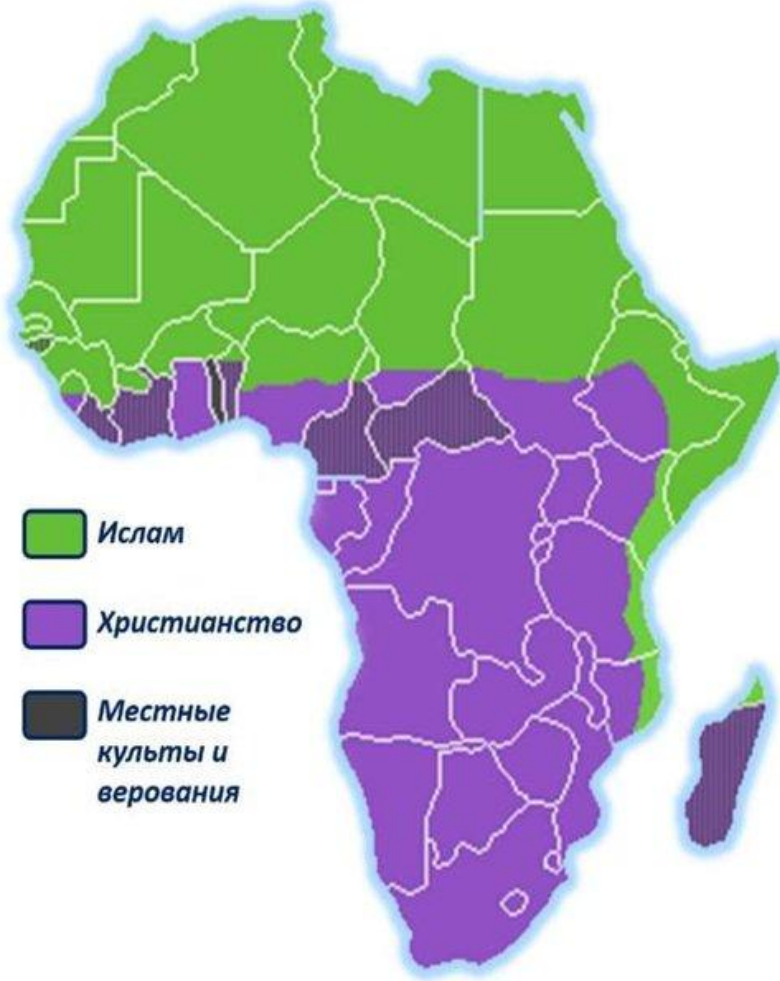 Ислам
Христианство
Местные
культы и
верования